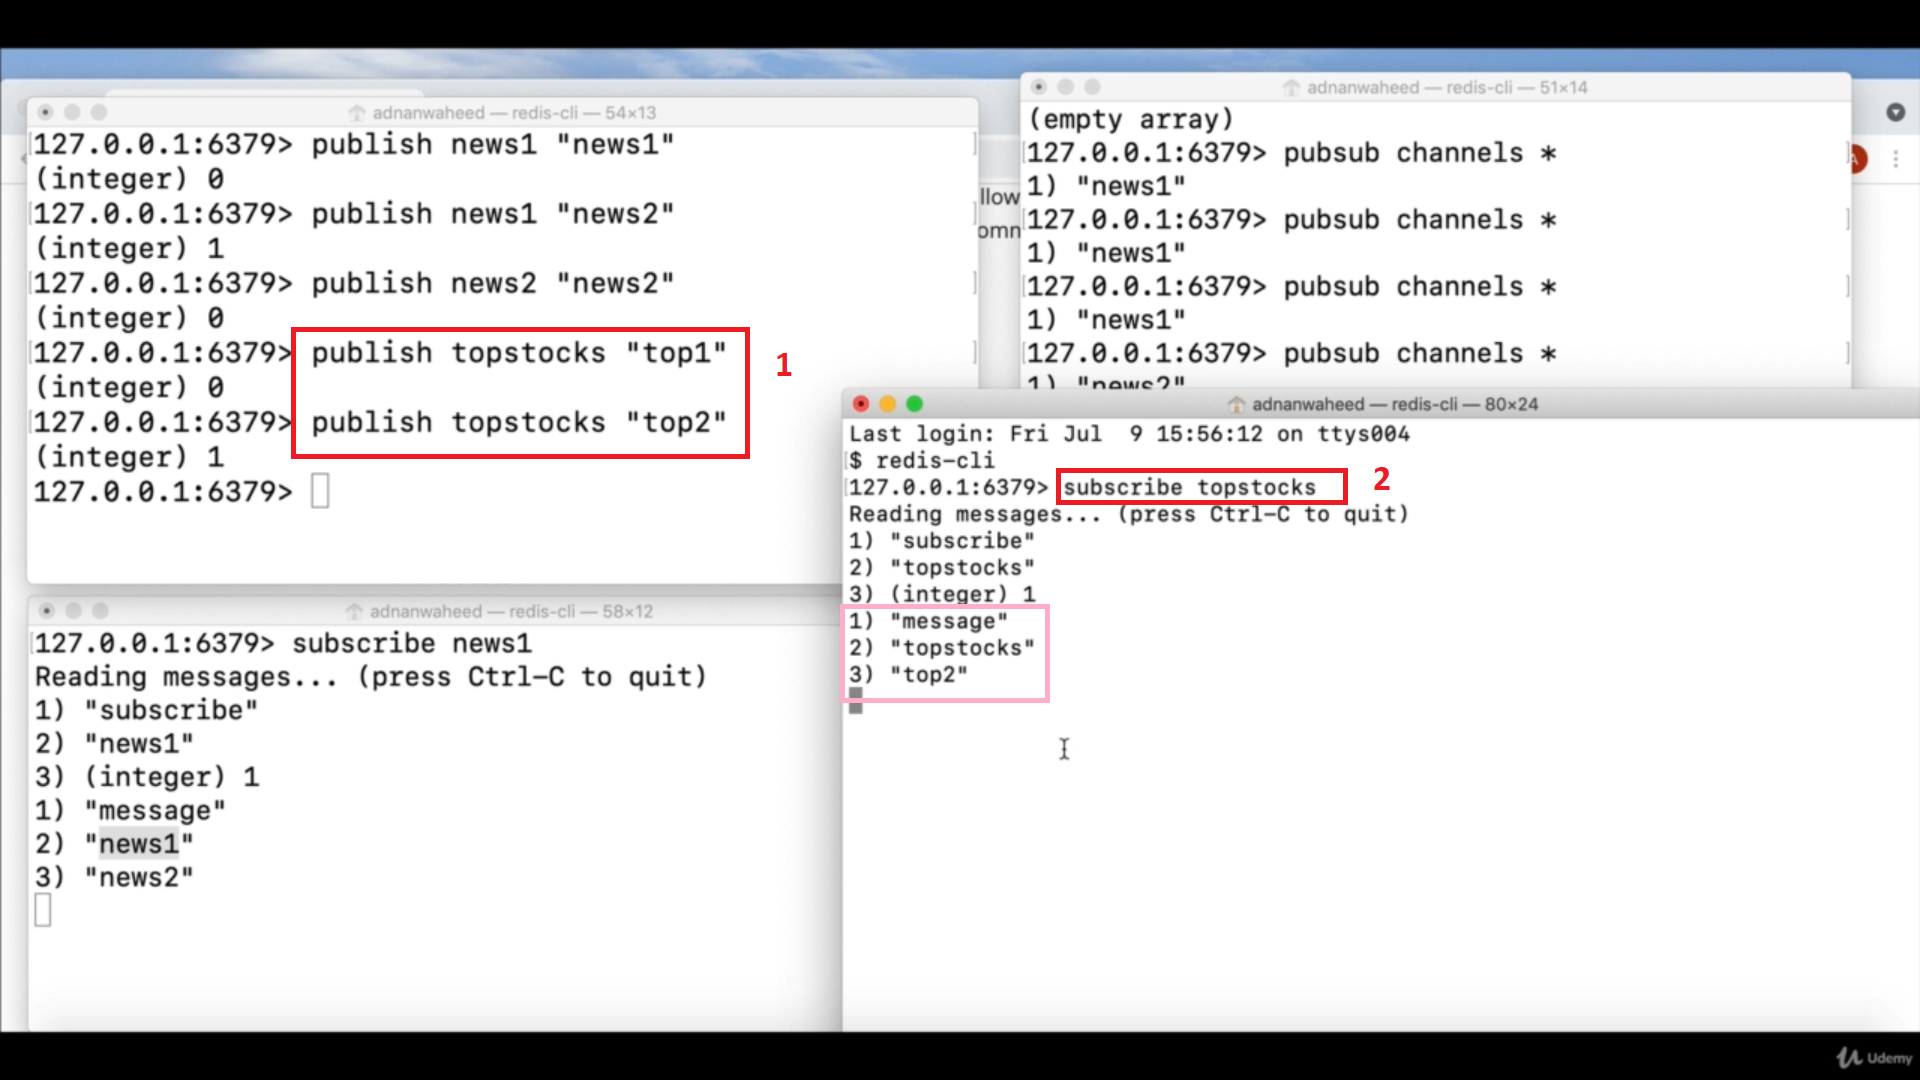 adnanwaheed — redis-cli — 54×13
127.0.0.1:6379> publish news1 "news1"
(integer) 0
127.0.0.1:6379> publish news1 "news2"
(integer) 1
127.0.0.1:6379> publish news2 "news2"
(integer) 0
127.0.0.1:6379> publish topstocks "top1"
(integer) 0
127.0.0.1:6379> publish topstocks "top2"
(integer) 1
127.0.0.1:6379>
1
adnanwaheed — redis-cli — 51×14
(empty array)
127.0.0.1:6379> pubsub channels *
1) "news1"
127.0.0.1:6379> pubsub channels *
1) "news1"
127.0.0.1:6379> pubsub channels *
1) "news1"
127.0.0.1:6379> pubsub channels *
1) "news2"
A
adnanwaheed — redis-cli — 58×12
127.0.0.1:6379> subscribe news1
Reading messages... (press Ctrl-C to quit)
1) "subscribe"
2) "news1"
3) (integer) 1
1) "message"
2) "news1"
3) "news2"
adnanwaheed — redis-cli — 80×24
Last login: Fri Jul  9 15:56:12 on ttys004
$ redis-cli
127.0.0.1:6379> subscribe topstocks
2
Reading messages... (press Ctrl-C to quit)
1) "subscribe"
2) "topstocks"
3) (integer) 1
1) "message"
2) "topstocks"
3) "top2"
Udemy